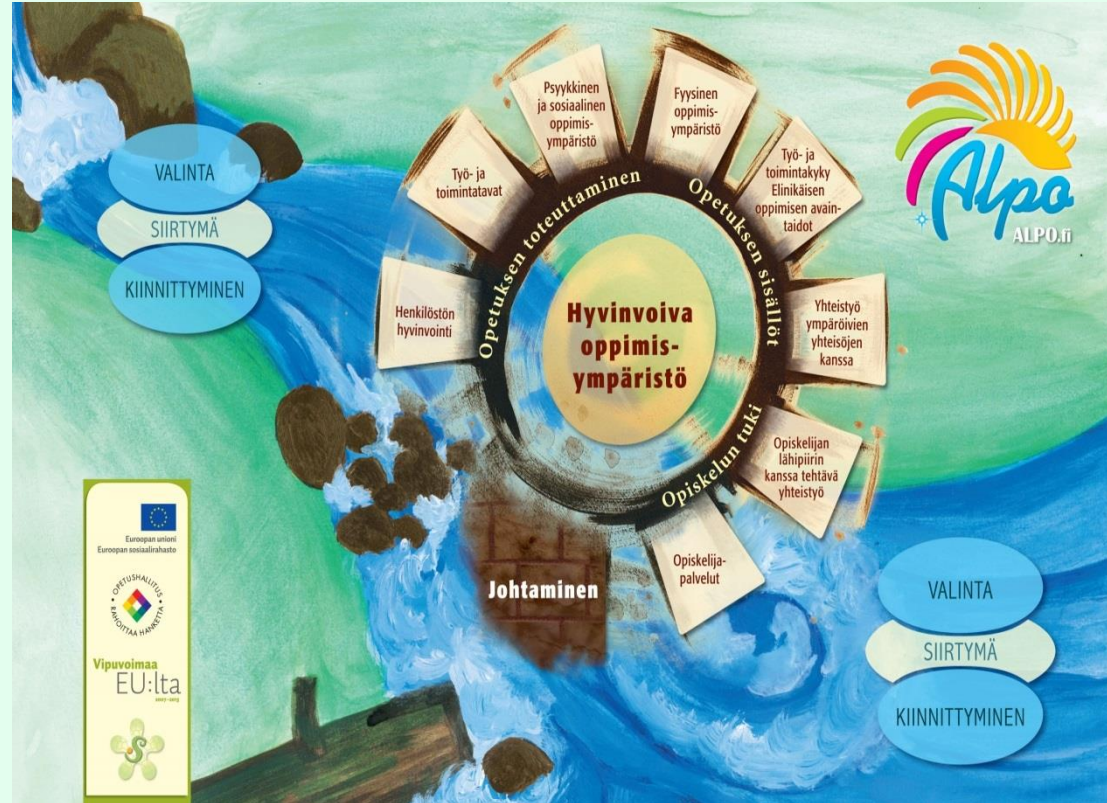 VALINTA
SIIRTYMÄ
KIINNITTYMINEN
Psyykkinen
ja sosiaalinen
oppimis-
ympäristö
Fyysinen
oppimis-
ympäristö
Työ- ja
toimintatavat
Työ- ja
toimintakyky
Elinikäisen
oppimisen avain-
taidot
Henkilöstön
hyvinvointi
Yhteistyö
ympäröivien
yhteisöjen
kanssa
Opiskelijan
lähipiirin
kanssa tehtävä
yhteistyö
Opiskelija-
palvelut
Opetuksen toteuttaminen
Opetuksen sisällöt
Opiskelun tuki
Hyvinvoiva
oppimis-
ympäristö
Johtaminen
Alpo
ALPO.fi
Euroopan unioni
Euroopan sosiaalirahasto
OPETUSHALLITUS
RAHOITTAA HANKETTA
Vipuvoimaa
EU:lta
2007–2013
S
VALINTA
SIIRTYMÄ
KIINNITTYMINEN